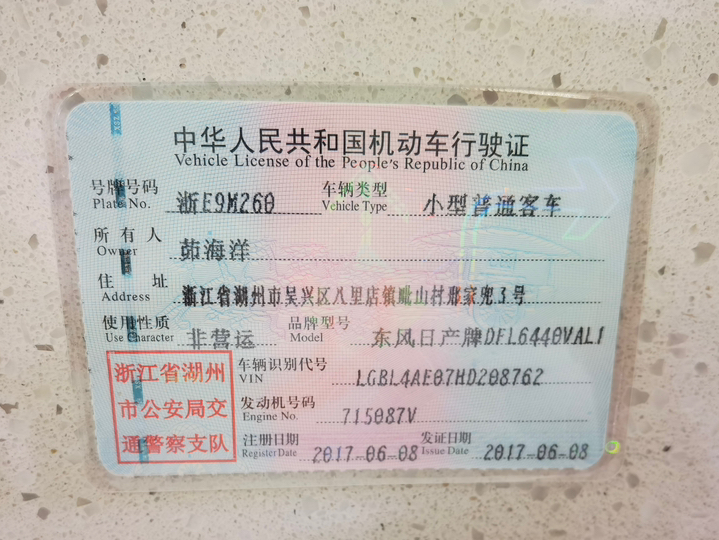 中华人民共和国机动车行驶证
Vehicle License of the People's Republic of China
号牌号码 浙E9M260 车辆类型 小型普通客车
Plate No. Vehicle Type
所有人 茹海洋
Owner
住址 浙江省湖州市吴兴区八里店镇毗山村邢家兜3号
Address
使用性质 非营运 品牌型号 东风日产牌DFL6440VAL1
Use Character Model
浙江省湖州
市公安局交
通警察支队
车辆识别代号 LGBL4AE07HD208762
VIN
发动机号码 715087V
Engine No.
注册日期 2017-06-08 发证日期 2017-06-08
Register Date Issue Date